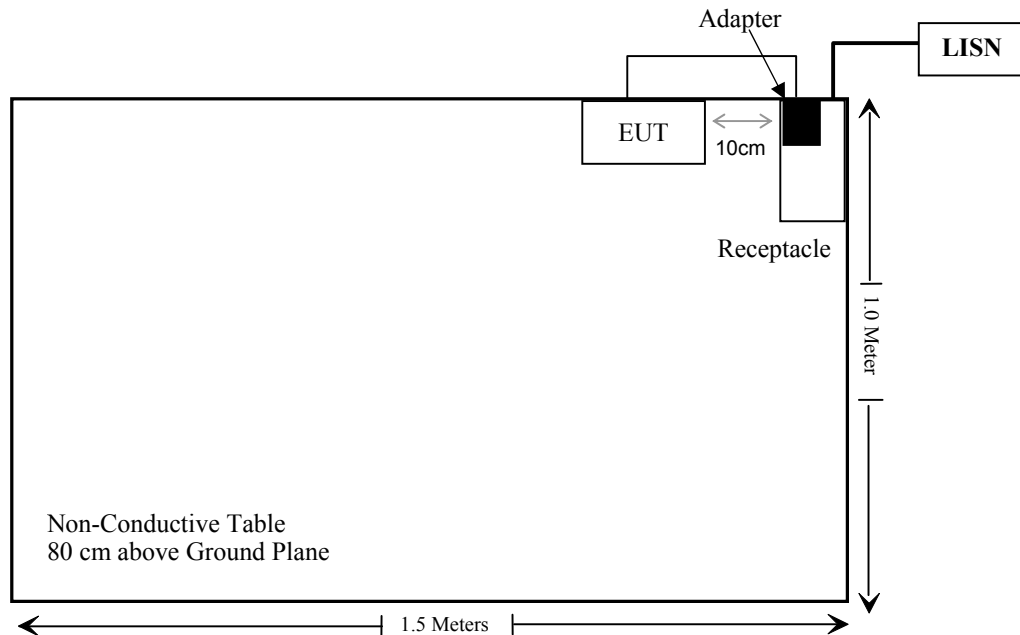 Adapter
LISN
EUT
10cm
Receptacle
1.0 Meter
Non-Conductive Table
80 cm above Ground Plane
1.5 Meters